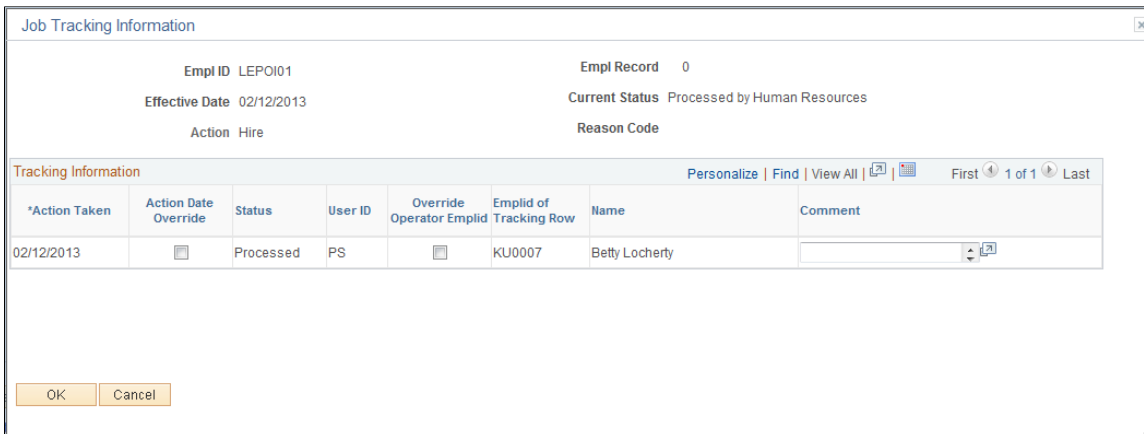 Job Tracking Information
Empl ID LEPOI01 Empl Record 0
Effective Date 02/12/2013 Current Status Processed by Human Resources
Action Hire Reason Code
Tracking Information Personalize | Find | View All | | First 1 of 1 Last
*Action Taken Action Date Override Status User ID Override Operator Emplid Emplid of Tracking Row Name Comment
02/12/2013 Processed PS KU0007 Betty Locherty
OK Cancel